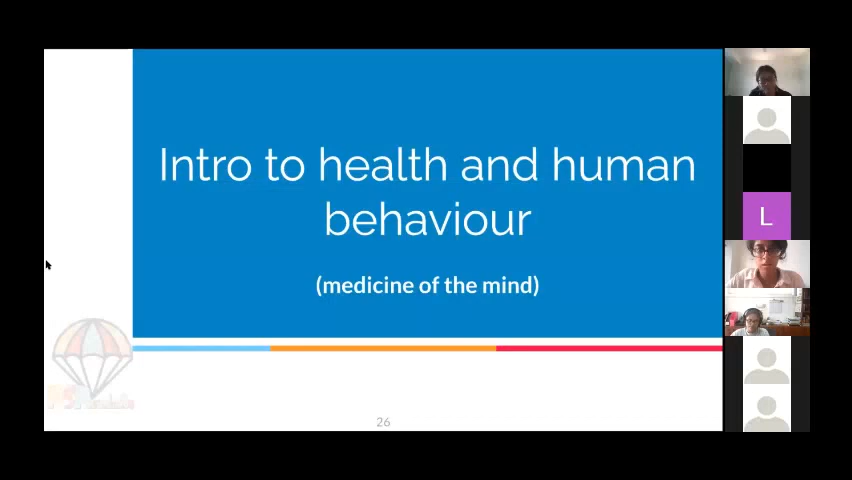 Intro to health and human
behaviour
(medicine of the mind)
L
26